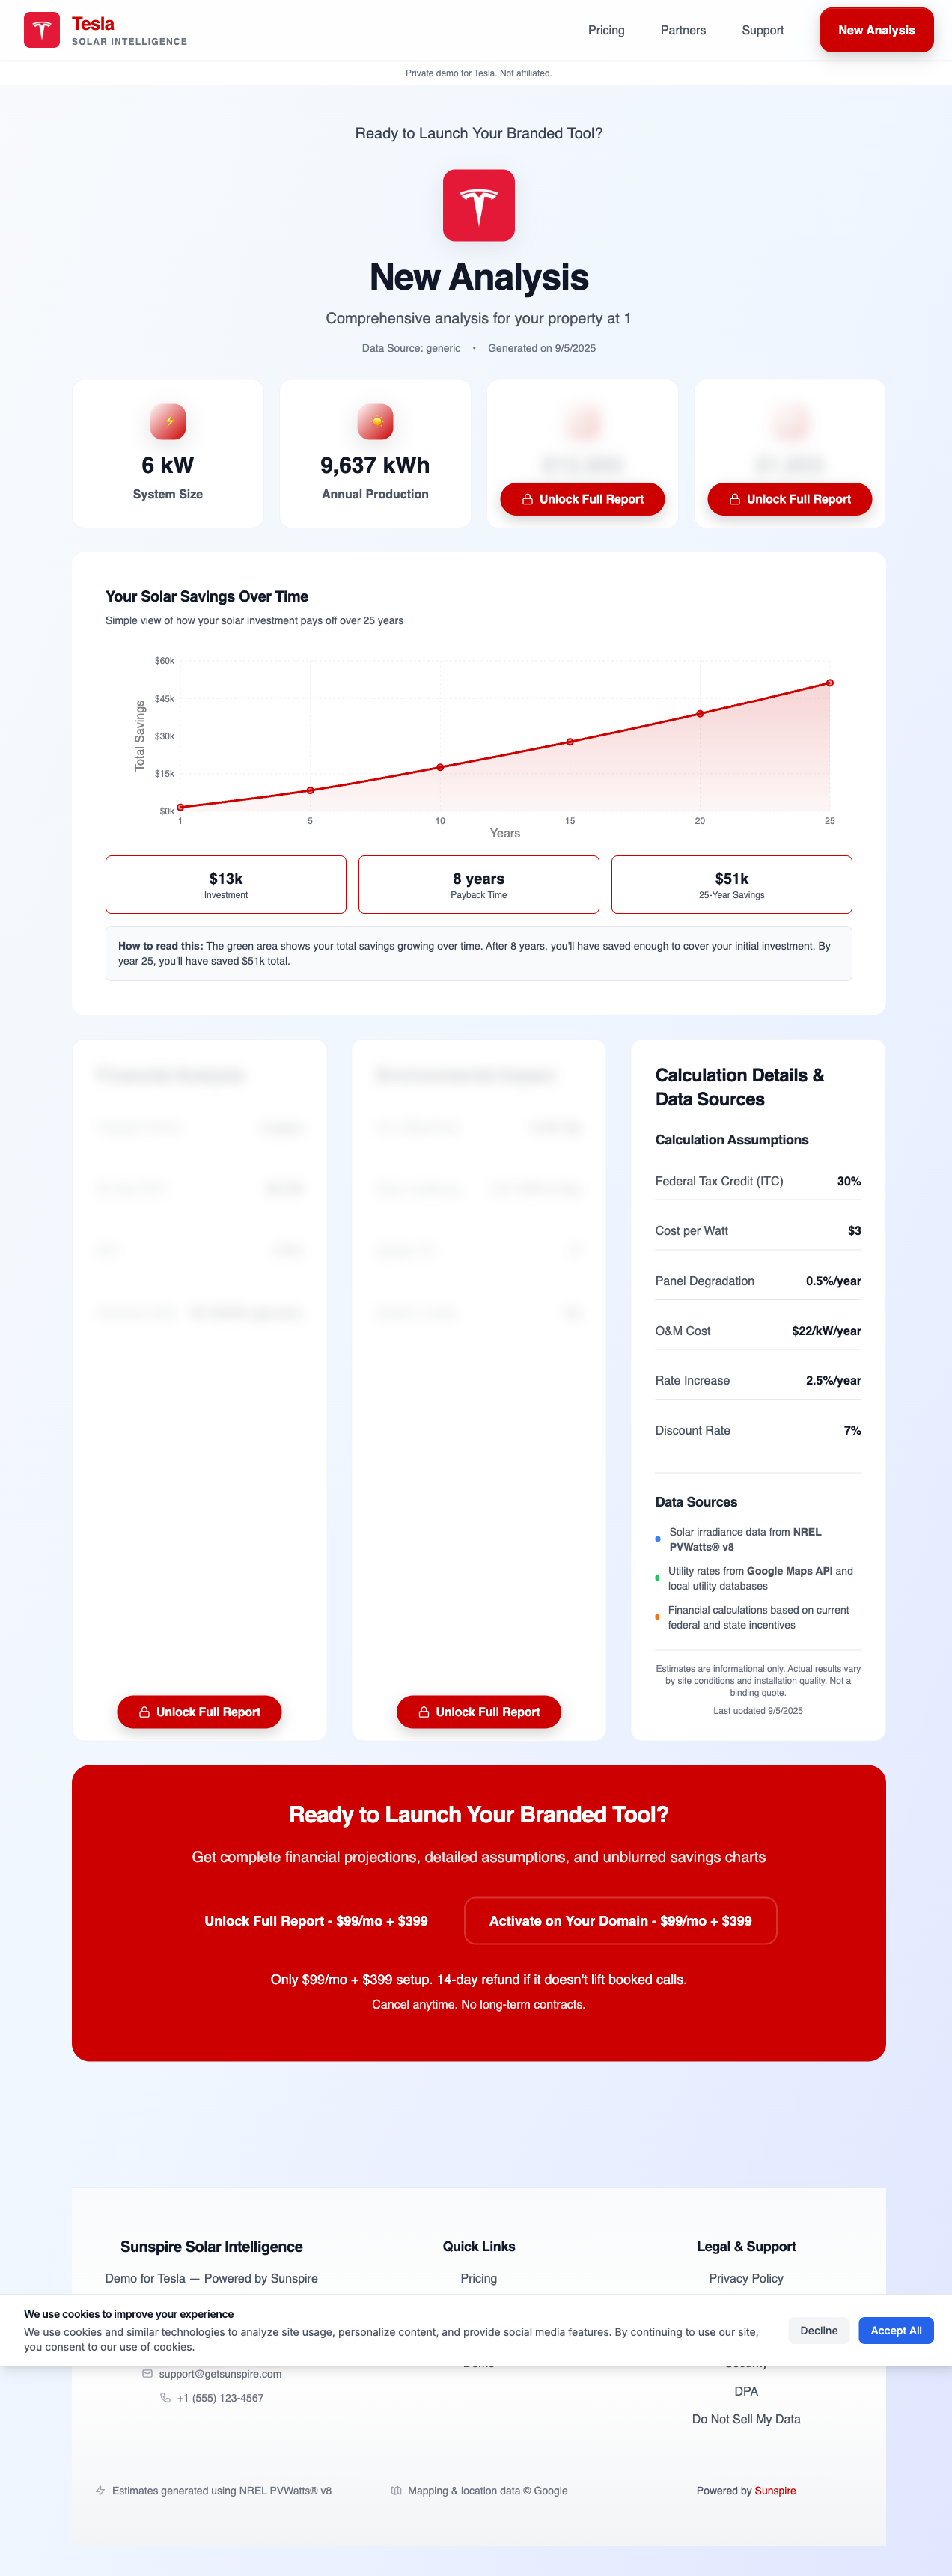 Tesla
SOLAR INTELLIGENCE
Pricing
Partners
Support
New Analysis
Private demo for Tesla. Not affiliated.
Ready to Launch Your Branded Tool?
New Analysis
Comprehensive analysis for your property at 1
Data Source: generic • Generated on 9/5/2025
6 kW
System Size
9,637 kWh
Annual Production
Unlock Full Report
Unlock Full Report
Your Solar Savings Over Time
Simple view of how your solar investment pays off over 25 years
$60k
$45k
$30k
$15k
$0k
Total Savings
1
5
10
15
20
25
Years
$13k
Investment
8 years
Payback Time
$51k
25-Year Savings
How to read this: The green area shows your total savings growing over time. After 8 years, you'll have saved enough to cover your initial investment. By
year 25, you'll have saved $51k total.
Unlock Full Report
Unlock Full Report
Calculation Details &
Data Sources
Calculation Assumptions
Federal Tax Credit (ITC) 30%
Cost per Watt $3
Panel Degradation 0.5%/year
O&M Cost $22/kW/year
Rate Increase 2.5%/year
Discount Rate 7%
Data Sources
Solar irradiance data from NREL
PVWatts® v8
Utility rates from Google Maps API and
local utility databases
Financial calculations based on current
federal and state incentives
Estimates are informational only. Actual results vary
by site conditions and installation quality. Not a
binding quote.
Last updated 9/5/2025
Ready to Launch Your Branded Tool?
Get complete financial projections, detailed assumptions, and unblurred savings charts
Unlock Full Report - $99/mo + $399
Activate on Your Domain - $99/mo + $399
Only $99/mo + $399 setup. 14-day refund if it doesn't lift booked calls.
Cancel anytime. No long-term contracts.
Sunspire Solar Intelligence
Demo for Tesla — Powered by Sunspire
Quick Links
Pricing
Legal & Support
Privacy Policy
We use cookies to improve your experience
We use cookies and similar technologies to analyze site usage, personalize content, and provide social media features. By continuing to use our site,
you consent to our use of cookies.
Decline
Accept All
support@getsunspire.com
+1 (555) 123-4567
DPA
Do Not Sell My Data
Estimates generated using NREL PVWatts® v8
Mapping & location data © Google
Powered by Sunspire